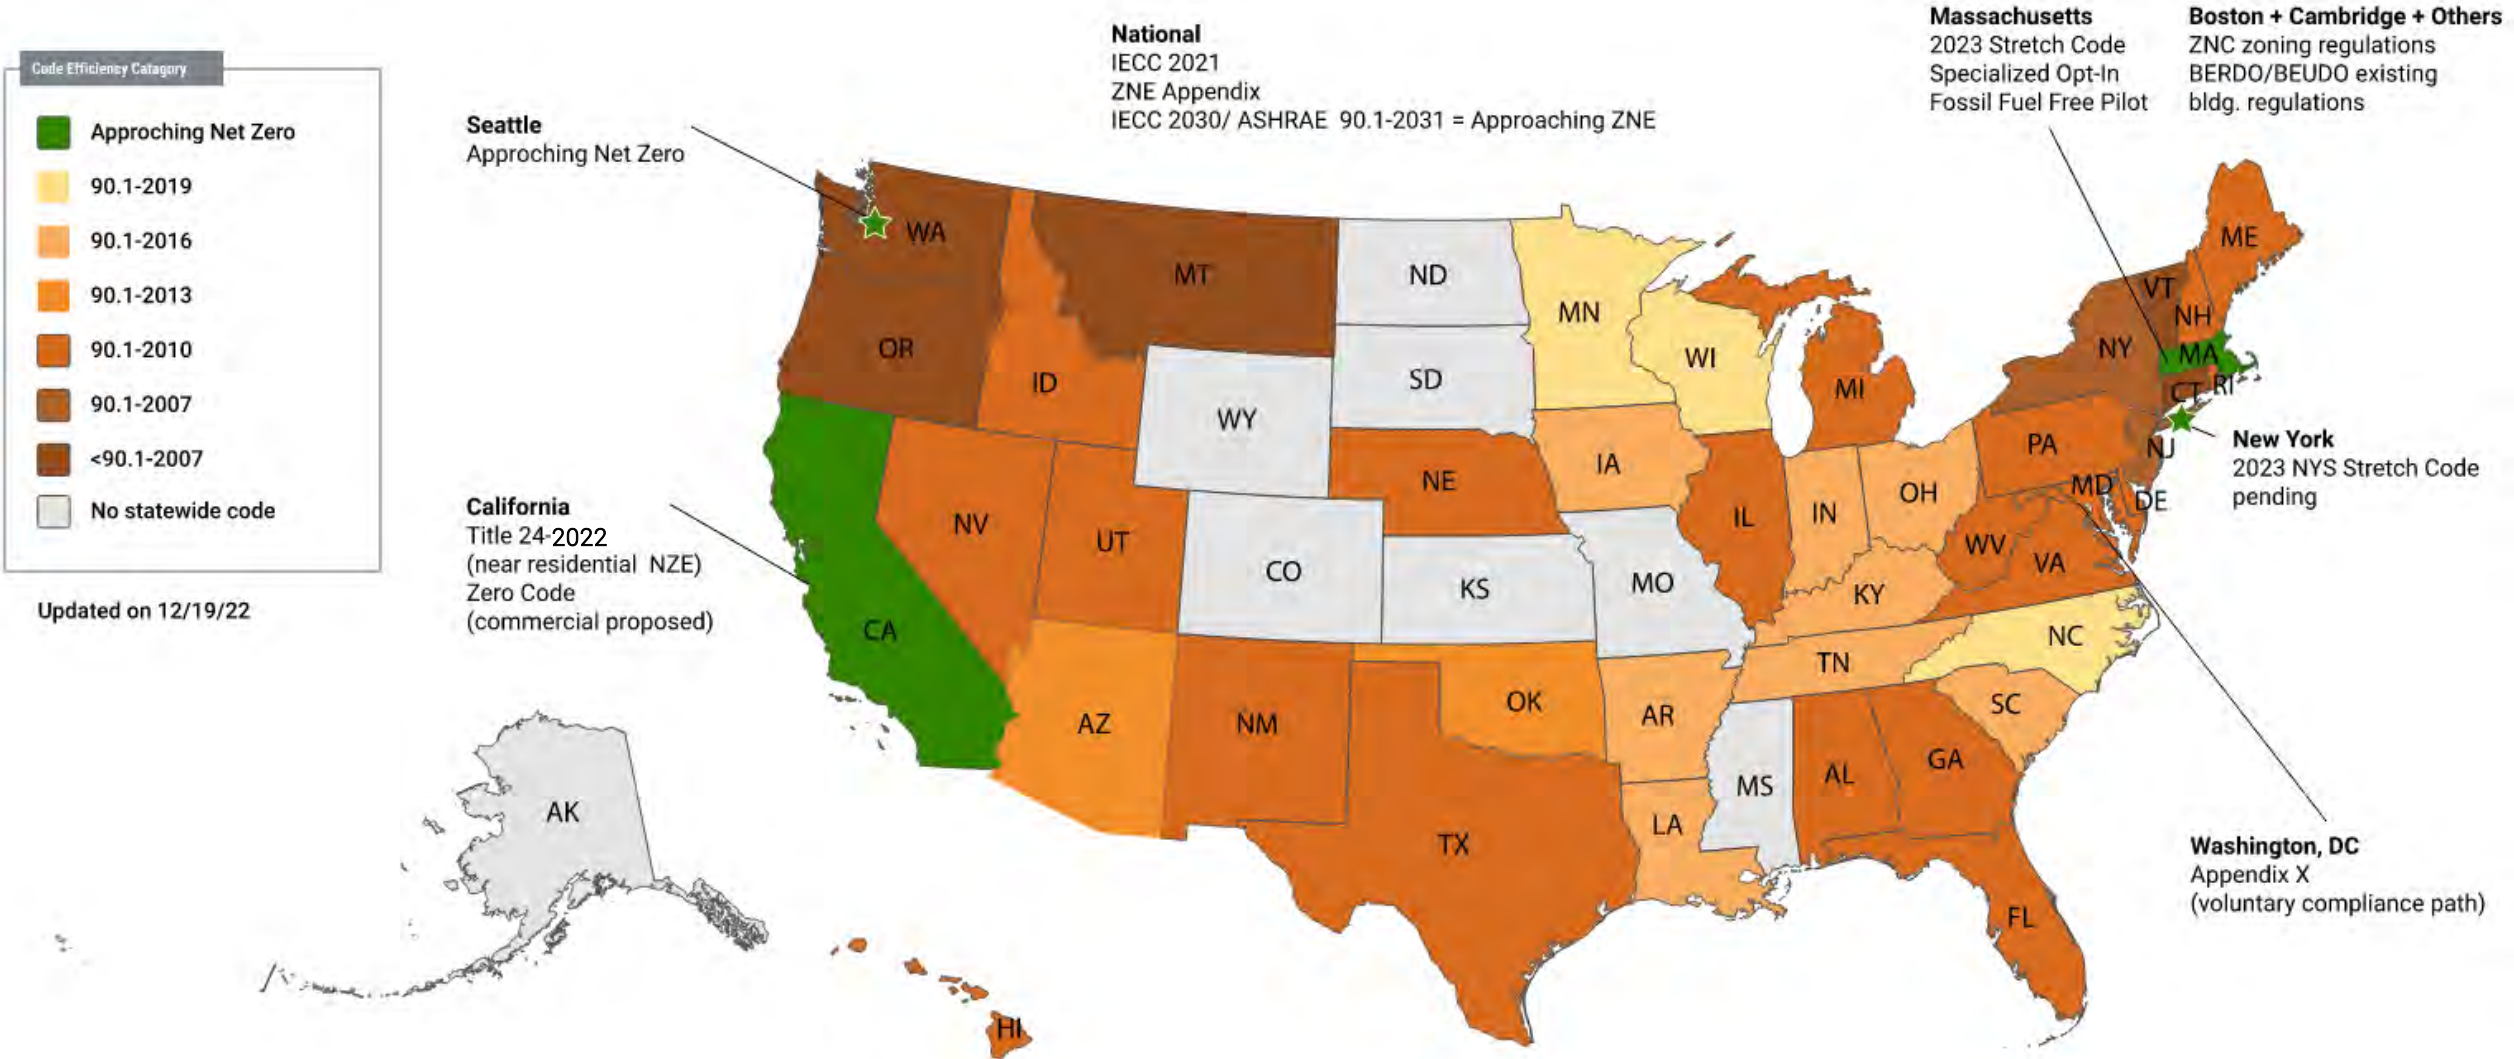 National
IECC 2021
ZNE Appendix
IECC 2030/ ASHRAE 90.1-2031 = Approaching ZNE
Massachusetts
2023 Stretch Code
Specialized Opt-In
Fossil Fuel Free Pilot
Boston + Cambridge + Others
ZNC zoning regulations
BERDO/BEUDO existing
bldg. regulations
Code Efficiency Catagory
Approching Net Zero
90.1-2019
90.1-2016
90.1-2013
90.1-2010
90.1-2007
<90.1-2007
No statewide code
Updated on 12/19/22
Seattle
Approching Net Zero
California
Title 24-2022
(near residential NZE)
Zero Code
(commercial proposed)
New York
2023 NYS Stretch Code
pending
Washington, DC
Appendix X
(voluntary compliance path)
WA
MT
ND
MN
ME
VT
NH
OR
ID
SD
WI
MI
NY
MA
CT
RI
WY
IA
NE
PA
NJ
NV
UT
CO
KS
MO
IL
IN
OH
MD
DE
WV
VA
KY
CA
NC
TN
AZ
NM
OK
AR
SC
MS
AL
GA
LA
TX
FL
AK
HI